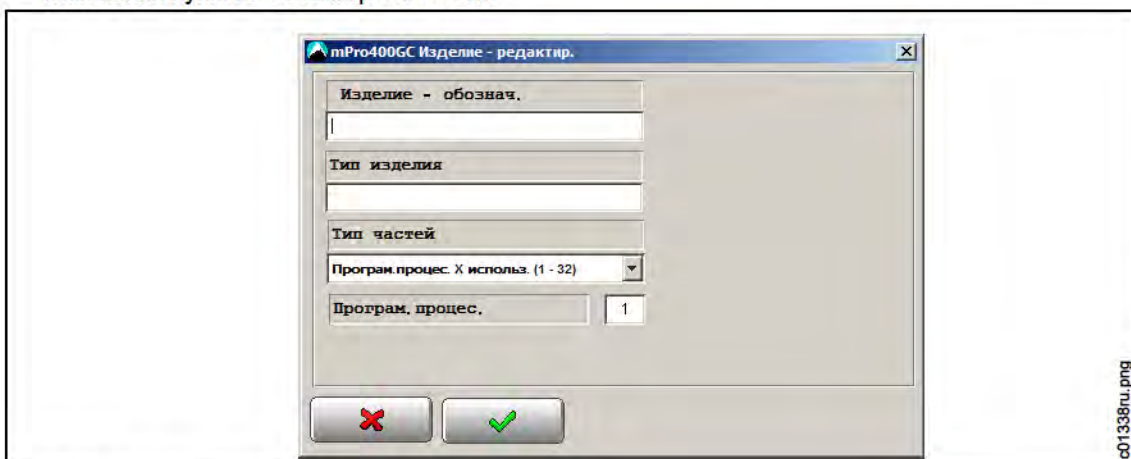 mPro400GC Изделие - редактир.
Изделие - обознач.
Тип изделия
Тип частей
Програм.процес. X использ. (1 - 32)
Програм. процес.
1
c01338ru.png